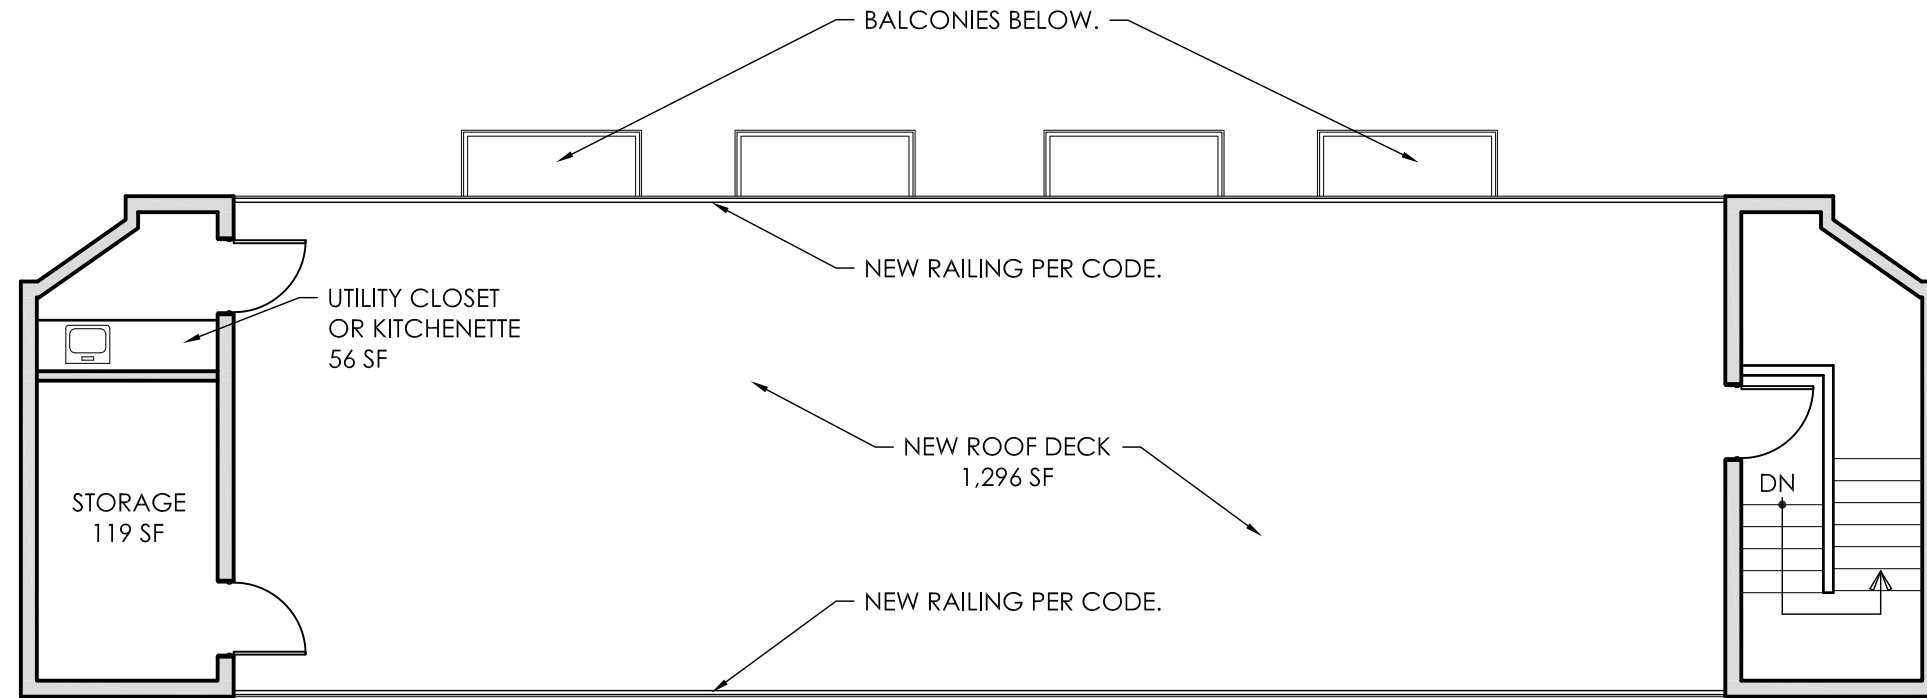 BALCONIES BELOW.
NEW RAILING PER CODE.
UTILITY CLOSET
OR KITCHENETTE
56 SF
NEW ROOF DECK
1,296 SF
STORAGE
119 SF
DN
NEW RAILING PER CODE.